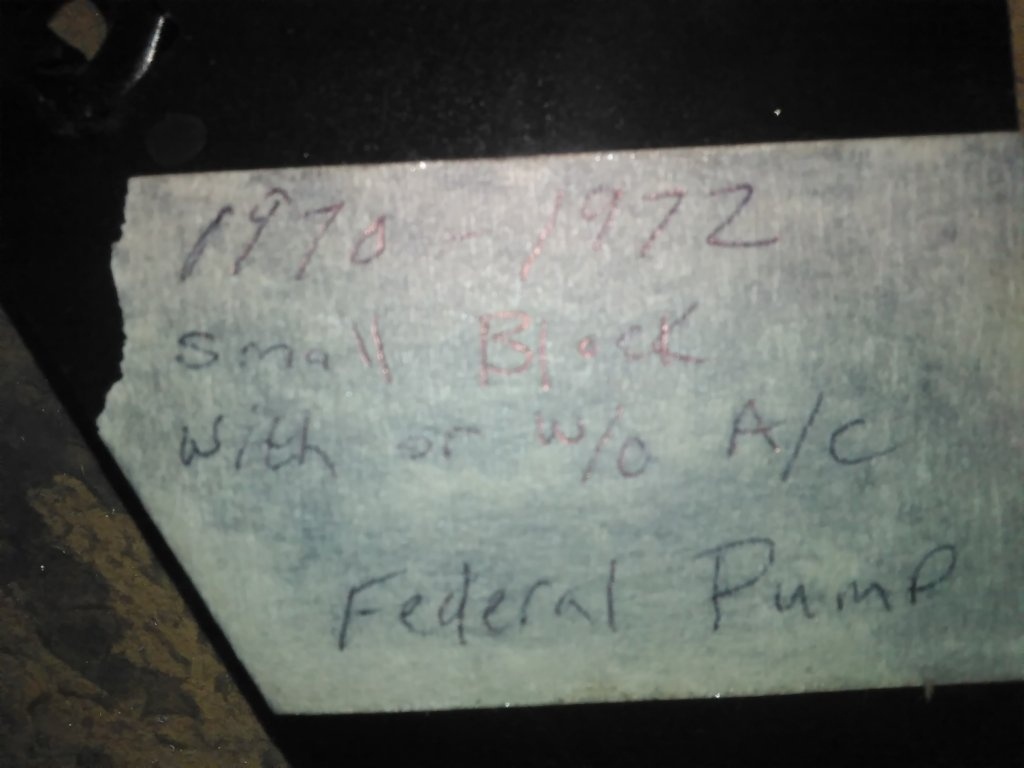 1970 - 1972
Small Block
with or w/o A/C
Federal Pump